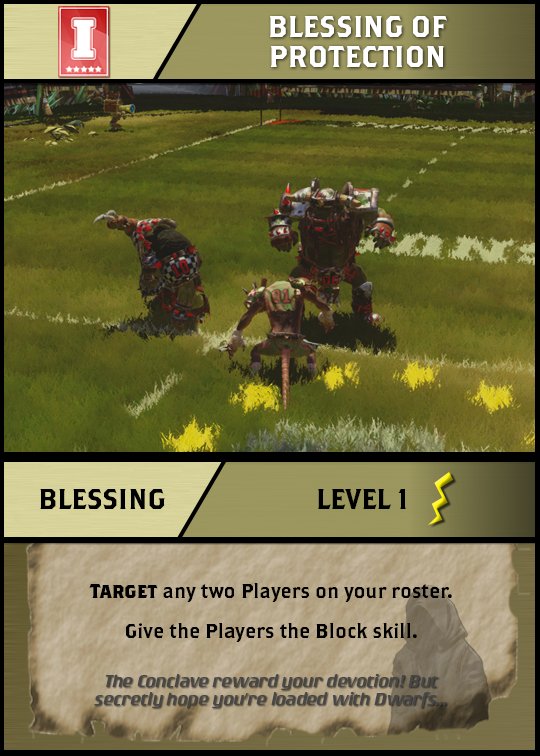 I
BLESSING OF
PROTECTION
01
BLESSING
LEVEL 1
TARGET any two Players on your roster.
Give the Players the Block skill.
The Conclave reward your devotion! But
secretly hope you're loaded with Dwarfs...